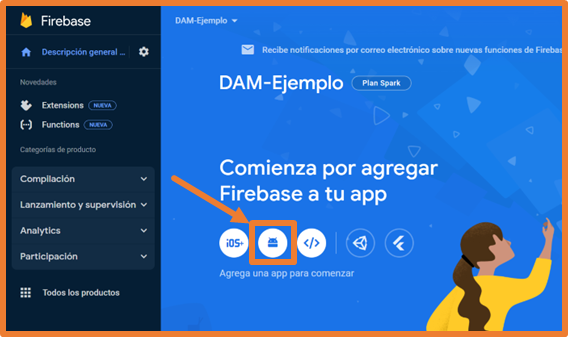 Firebase
DAM-Ejemplo
Descripción general ...
Recibe notificaciones por correo electrónico sobre nuevas funciones de Firebas
Novedades
DAM-Ejemplo Plan Spark
Extensions NUEVA
Functions NUEVA
Categorías de producto
Compilación
Lanzamiento y supervisión
Analytics
Participación
Todos los productos
Comienza por agregar
Firebase a tu app
iOS+
</>
Agrega una app para comenzar